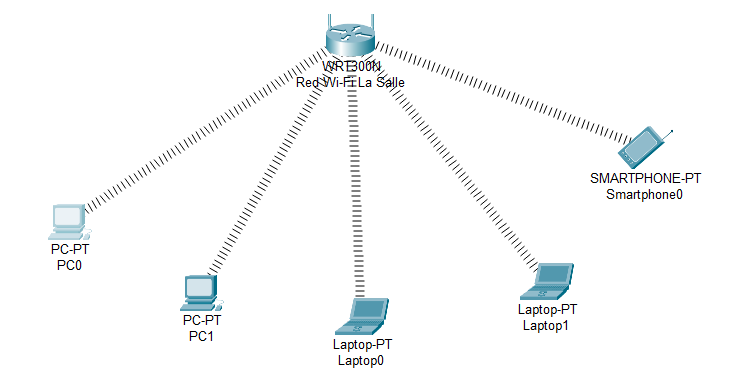 WRT300N
Red Wi-Fi La Salle
SMARTPHONE-PT
Smartphone0
PC-PT
PC0
PC-PT
PC1
Laptop-PT
Laptop1
Laptop-PT
Laptop0